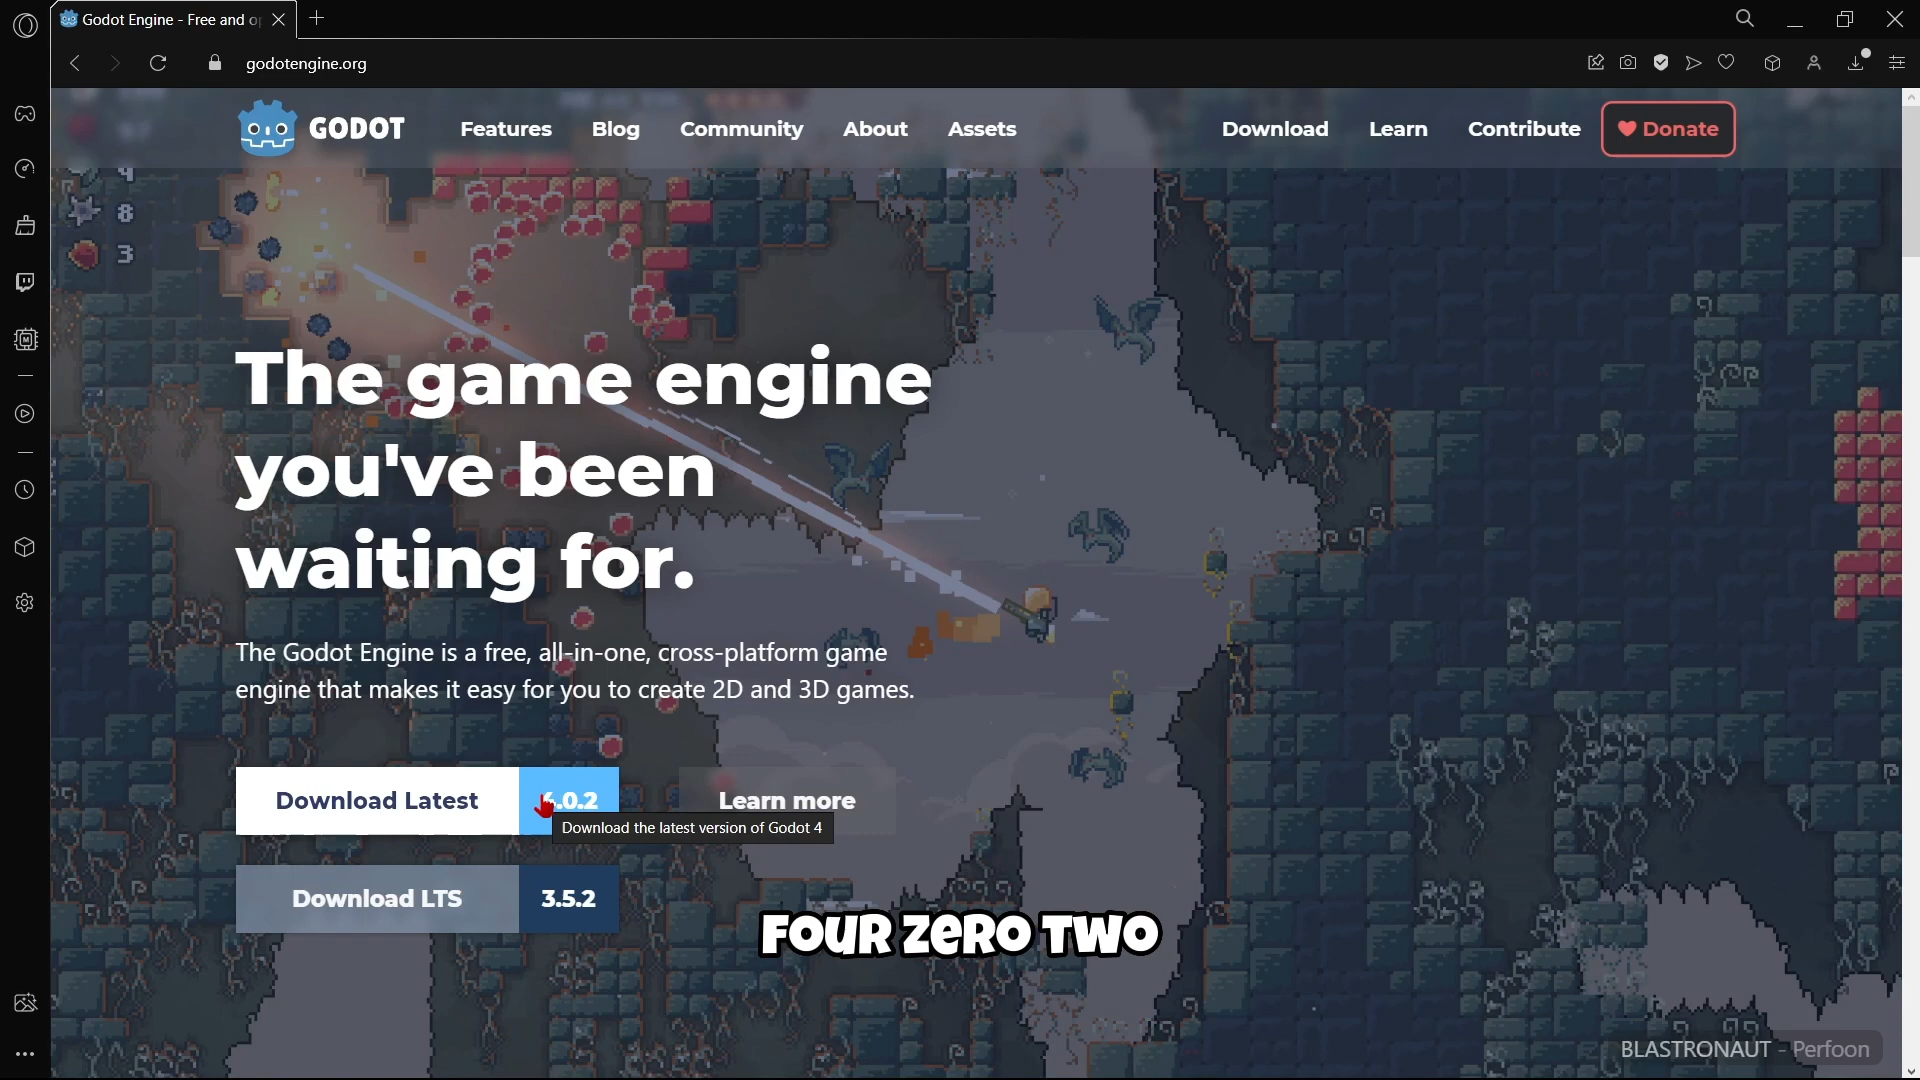 Godot Engine - Free and o
godotengine.org
GODOT
Features
Blog
Community
About
Assets
Download
Learn
Contribute
Donate
4
8
3
The game engine
you've been
waiting for.
The Godot Engine is a free, all-in-one, cross-platform game
engine that makes it easy for you to create 2D and 3D games.
Download Latest
.0.2
Learn more
Download the latest version of Godot 4
Download LTS
3.5.2
FOUR ZERO TWO
BLASTRONAUT - Perfoon